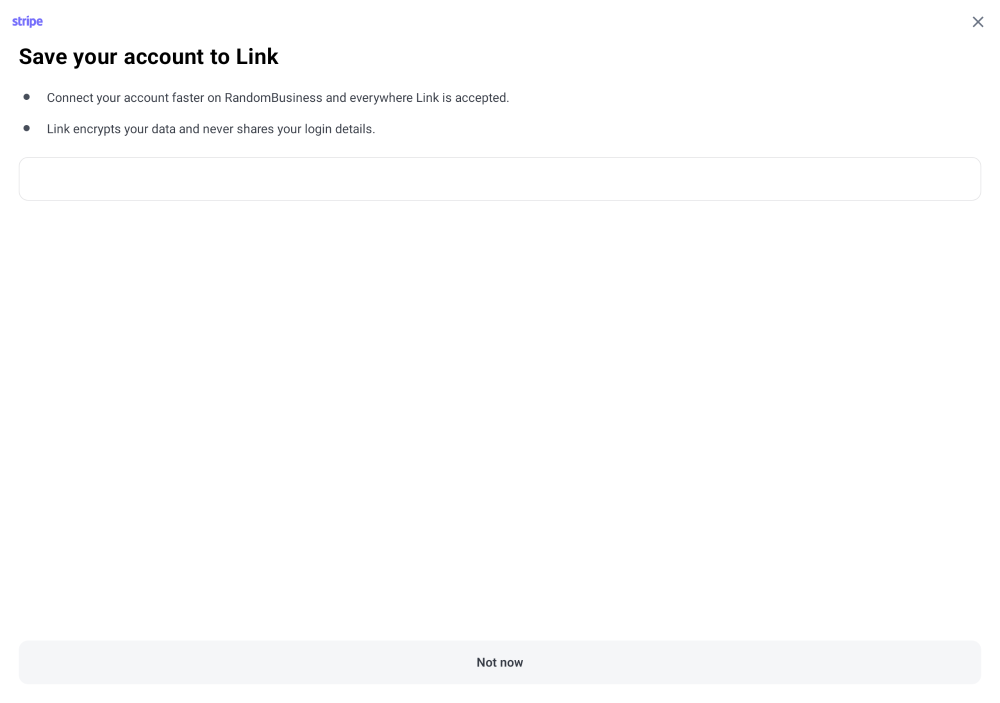 stripe
Save your account to Link
Connect your account faster on RandomBusiness and everywhere Link is accepted.
Link encrypts your data and never shares your login details.
Not now